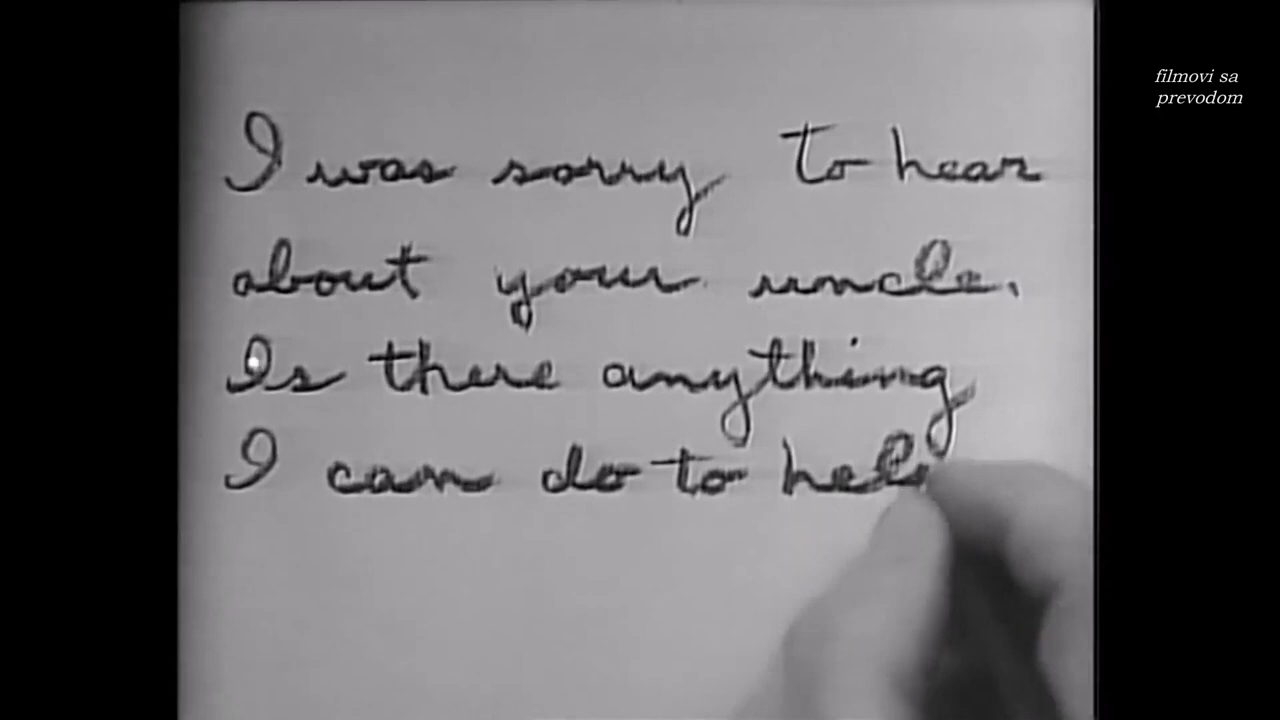 I was sorry to hear
about your uncle.
Is there anything
I can do to hel
filmovi sa
prevodom